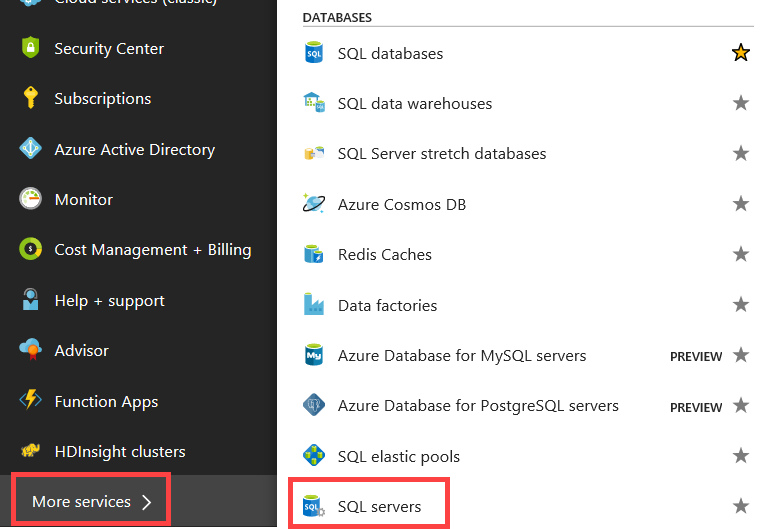 Cloud services (classic)
Security Center
Subscriptions
Azure Active Directory
Monitor
Cost Management + Billing
Help + support
Advisor
Function Apps
HDInsight clusters
More services
DATABASES
SQL databases
SQL data warehouses
SQL Server stretch databases
Azure Cosmos DB
Redis Caches
Data factories
Azure Database for MySQL servers PREVIEW
Azure Database for PostgreSQL servers PREVIEW
SQL elastic pools
SQL servers